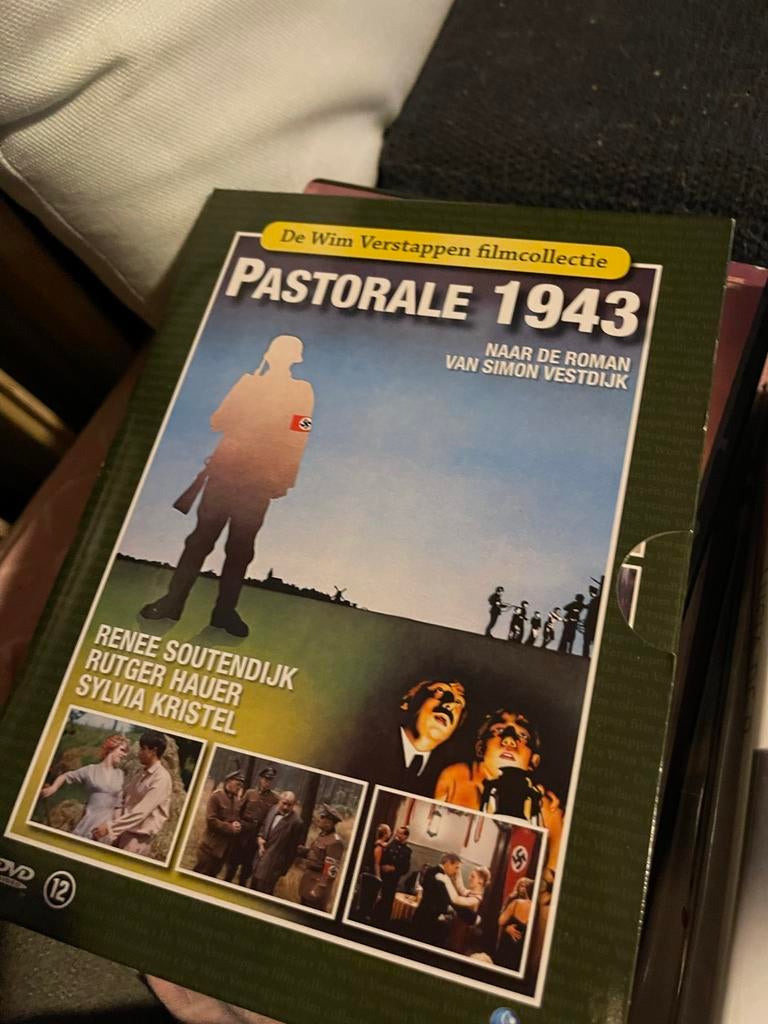 De Wim Verstappen filmcollectie
PASTORALE 1943
NAAR DE ROMAN
VAN SIMON VESTDIJK
RENEE SOUTENDIJK
RUTGER HAUER
SYLVIA KRISTEL
DVD
12